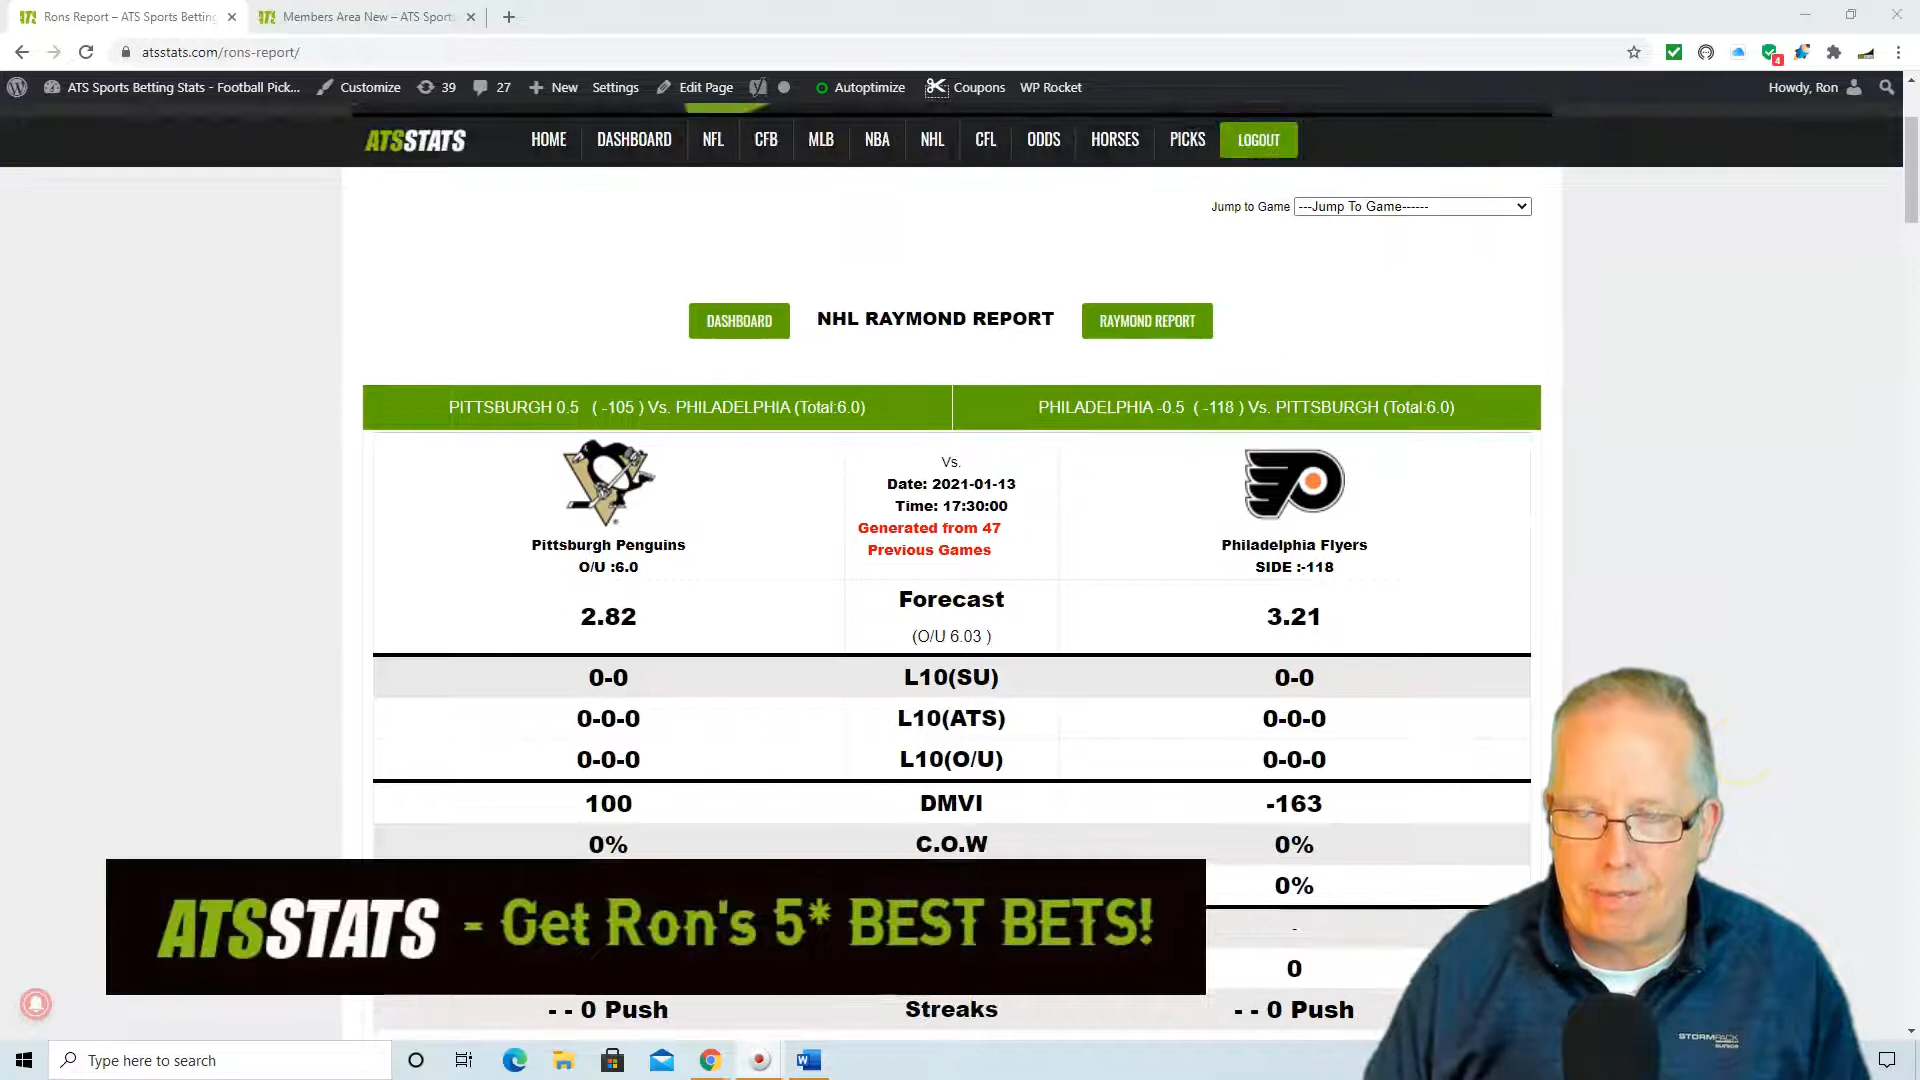 Rons Report – ATS Sports Betting
Members Area New – ATS Sports
atsstats.com/rons-report/
4
ATS Sports Betting Stats - Football Pick...
Customize
39
27
New
Settings
Edit Page
Autoptimize
Coupons
WP Rocket
Howdy, Ron
ATSSTATS
HOME
DASHBOARD
NFL
CFB
MLB
NBA
NHL
CFL
ODDS
HORSES
PICKS
LOGOUT
Jump to Game
---Jump To Game------
DASHBOARD
NHL RAYMOND REPORT
RAYMOND REPORT
PITTSBURGH 0.5 ( -105 ) Vs. PHILADELPHIA (Total:6.0)
PHILADELPHIA -0.5 ( -118 ) Vs. PITTSBURGH (Total:6.0)
Vs.
Date: 2021-01-13
Time: 17:30:00
Generated from 47
Previous Games
Pittsburgh Penguins
O/U :6.0
Philadelphia Flyers
SIDE :-118
2.82
Forecast
(O/U 6.03 )
3.21
0-0
L10(SU)
0-0
0-0-0
L10(ATS)
0-0-0
0-0-0
L10(O/U)
0-0-0
100
DMVI
-163
0%
C.O.W
0%
0%
ATSSTATS - Get Ron's 5* BEST BETS!
-
0
- - 0 Push
Streaks
- - 0 Push
STORMPACK
Type here to search